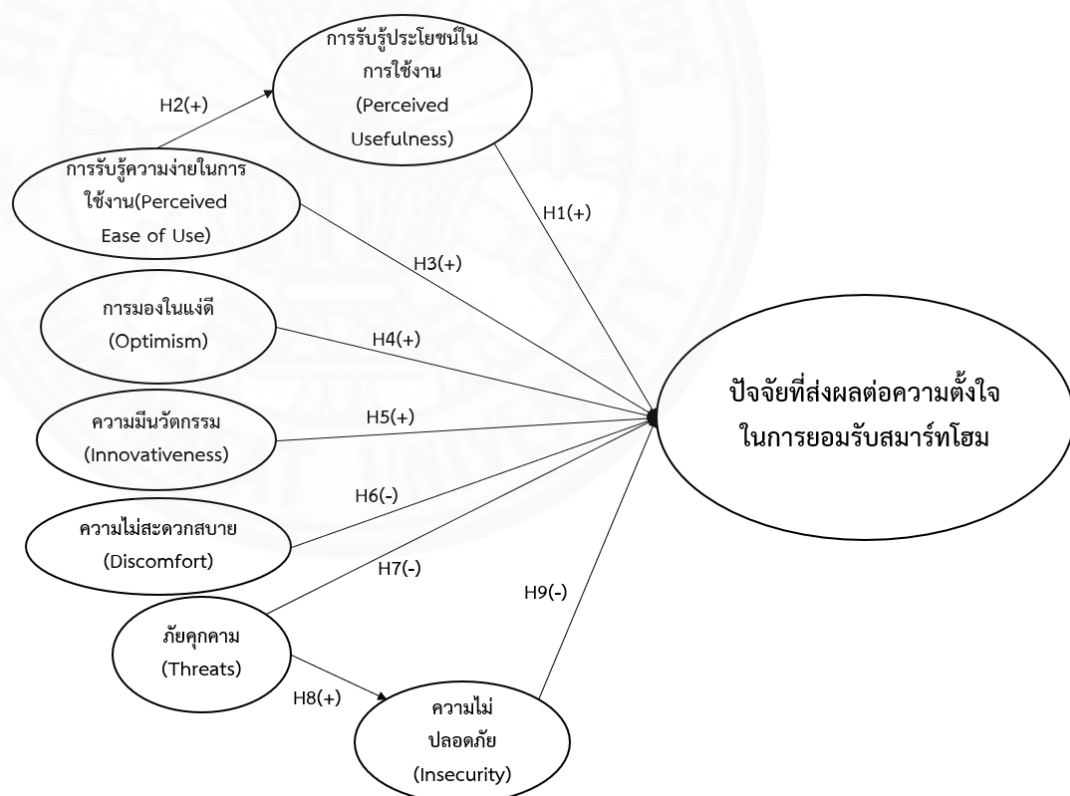 การรับรู้ประโยชน์ใน
การใช้งาน
(Perceived
Usefulness)
H2(+)
การรับรู้ความง่ายในการ
ใช้งาน(Perceived
Ease of Use)
H1(+)
H3(+)
การมองในแง่ดี
(Optimism)
H4(+)
ปัจจัยที่ส่งผลต่อความตั้งใจ
ในการยอมรับสมาร์ทโฮม
ความมีนวัตกรรม
(Innovativeness)
H5(+)
H6(-)
ความไม่สะดวกสบาย
(Discomfort)
H7(-)
H9(-)
ภัยคุกคาม
(Threats)
H8(+)
ความไม่
ปลอดภัย
(Insecurity)